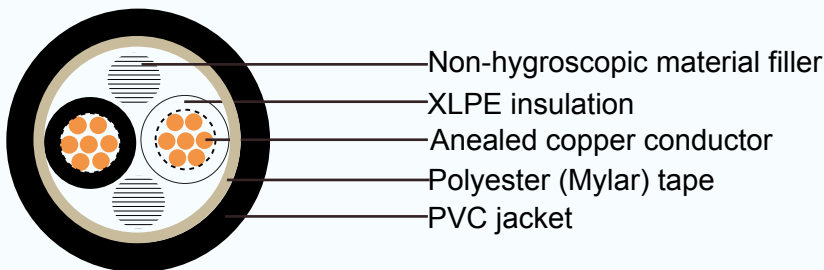 Non-hygroscopic material filler
XLPE insulation
Anealed copper conductor
Polyester (Mylar) tape
PVC jacket